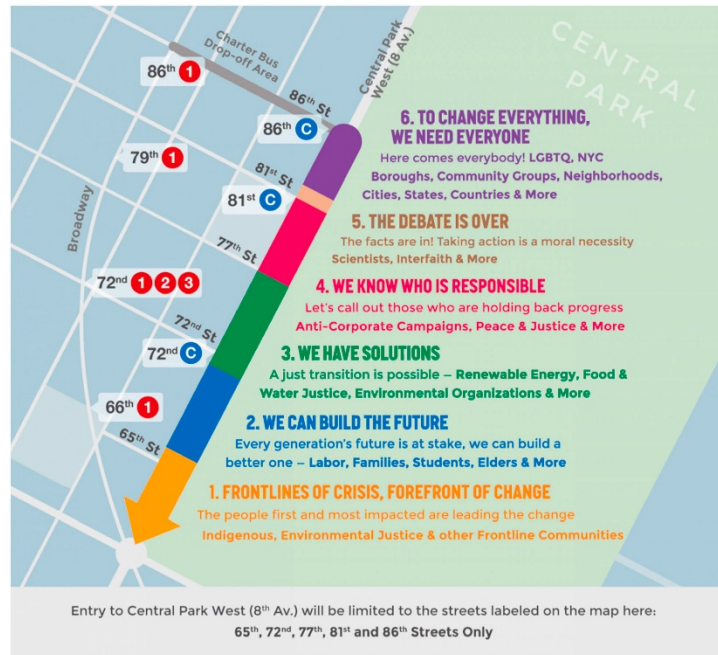 Charter Bus
Drop-off Area
Central Park
West (8 Av.)
CENTRAL
PARK
86th 1
86th St
86th C
79th 1
81st St
81st C
Broadway
77th St
72nd 1 2 3
72nd St
72nd C
66th 1
65th St
6. TO CHANGE EVERYTHING,
WE NEED EVERYONE
Here comes everybody! LGBTQ, NYC
Boroughs, Community Groups, Neighborhoods,
Cities, States, Countries & More
5. THE DEBATE IS OVER
The facts are in! Taking action is a moral necessity
Scientists, Interfaith & More
4. WE KNOW WHO IS RESPONSIBLE
Let's call out those who are holding back progress
Anti-Corporate Campaigns, Peace & Justice & More
3. WE HAVE SOLUTIONS
A just transition is possible – Renewable Energy, Food &
Water Justice, Environmental Organizations & More
2. WE CAN BUILD THE FUTURE
Every generation's future is at stake, we can build a
better one – Labor, Families, Students, Elders & More
1. FRONTLINES OF CRISIS, FOREFRONT OF CHANGE
The people first and most impacted are leading the change
Indigenous, Environmental Justice & other Frontline Communities
Entry to Central Park West (8th Av.) will be limited to the streets labeled on the map here:
65th, 72nd, 77th, 81st and 86th Streets Only